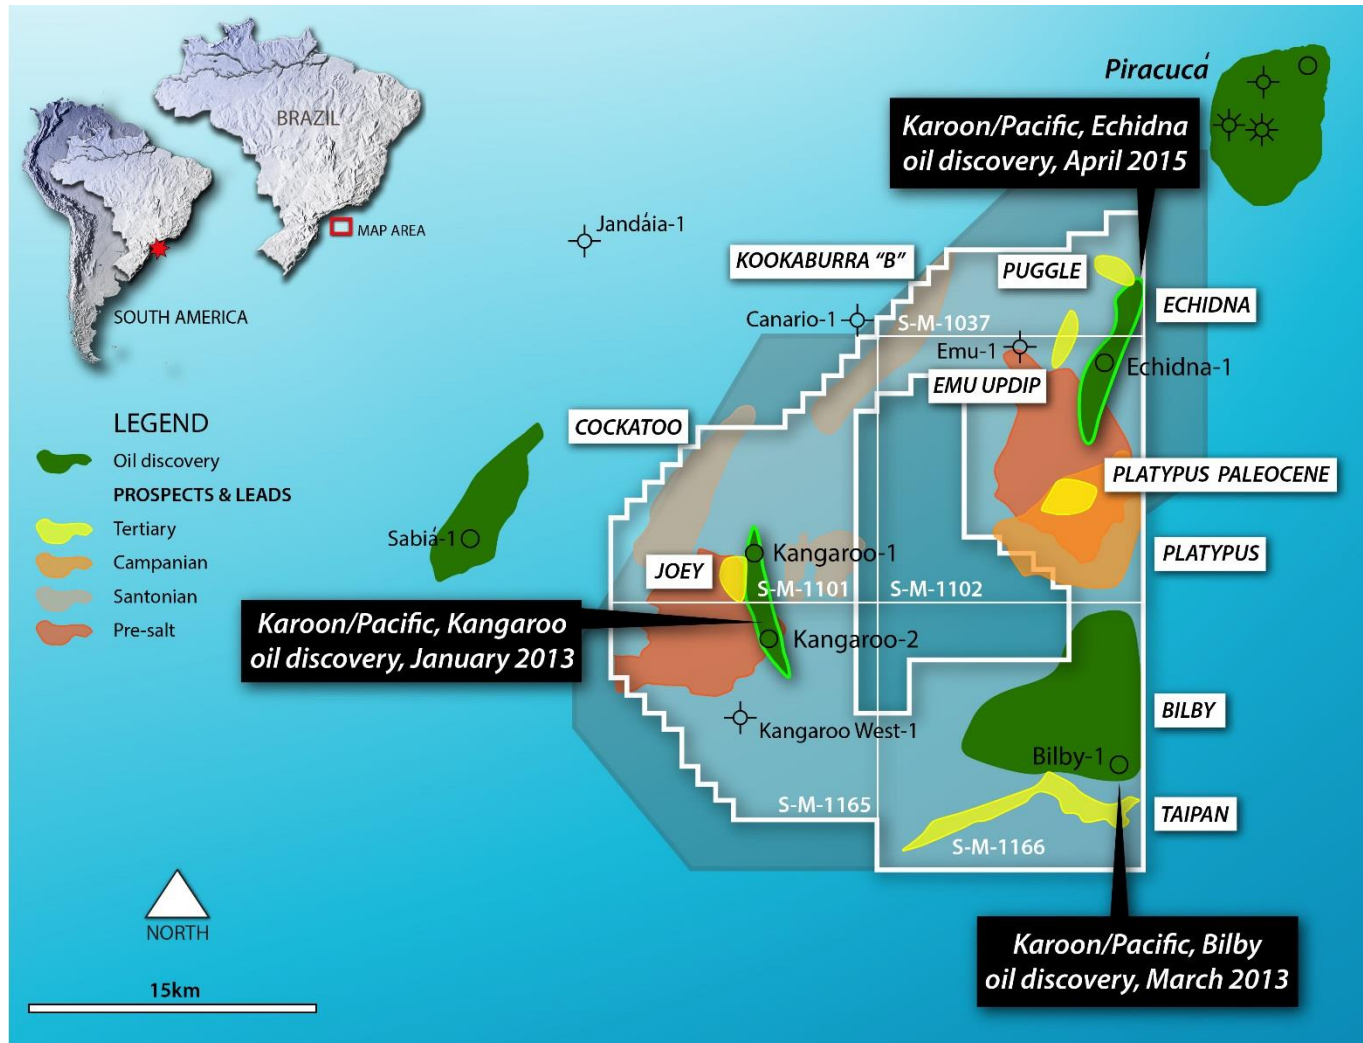 Piracucá
Karoon/Pacific, Echidna
oil discovery, April 2015
BRAZIL
MAP AREA
SOUTH AMERICA
Jandáia-1
KOOKABURRA “B”
PUGGLE
ECHIDNA
Canario-1
S-M-1037
Emu-1
Echidna-1
EMU UPDIP
COCKATOO
LEGEND
Oil discovery
PROSPECTS & LEADS
Tertiary
Campanian
Santonian
Pre-salt
PLATYPUS PALEOCENE
Sabiá-1
Kangaroo-1
PLATYPUS
JOEY
S-M-1101
S-M-1102
Karoon/Pacific, Kangaroo
oil discovery, January 2013
Kangaroo-2
BILBY
Kangaroo West-1
Bilby-1
S-M-1165
TAIPAN
S-M-1166
NORTH
Karoon/Pacific, Bilby
oil discovery, March 2013
15km